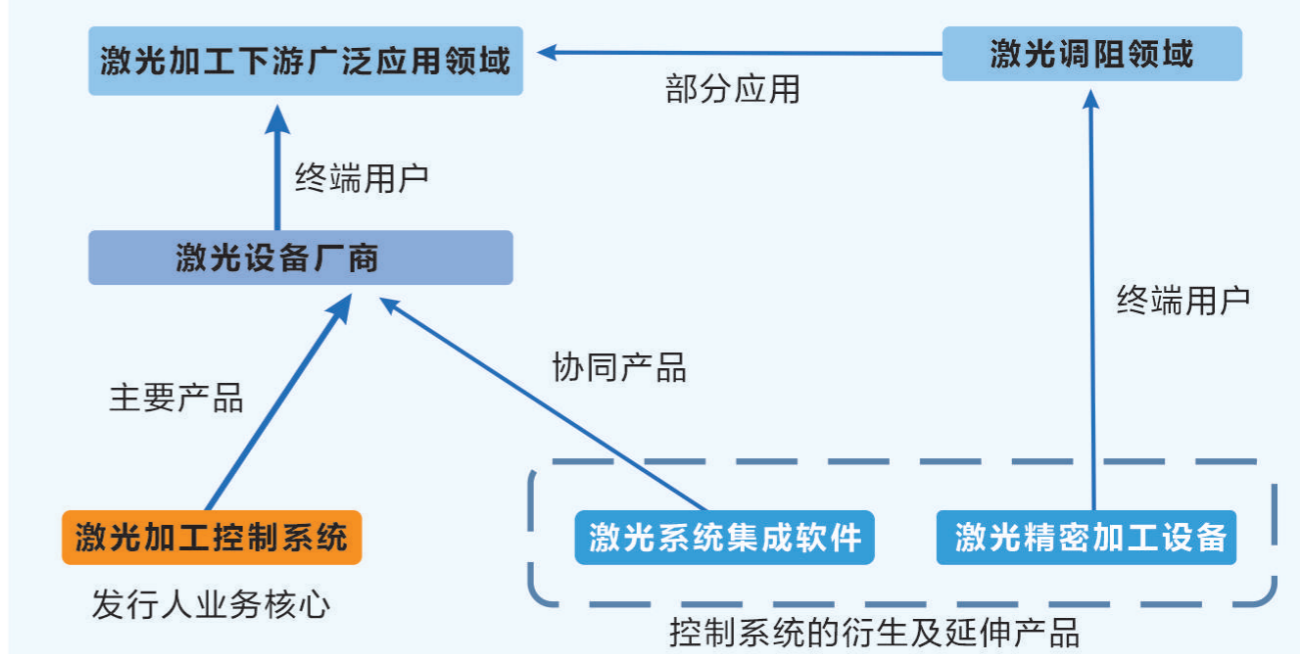 激光加工下游广泛应用领域
激光调阻领域
部分应用
终端用户
激光设备厂商
终端用户
协同产品
主要产品
激光加工控制系统
激光系统集成软件
激光精密加工设备
发行人业务核心
控制系统的衍生及延伸产品